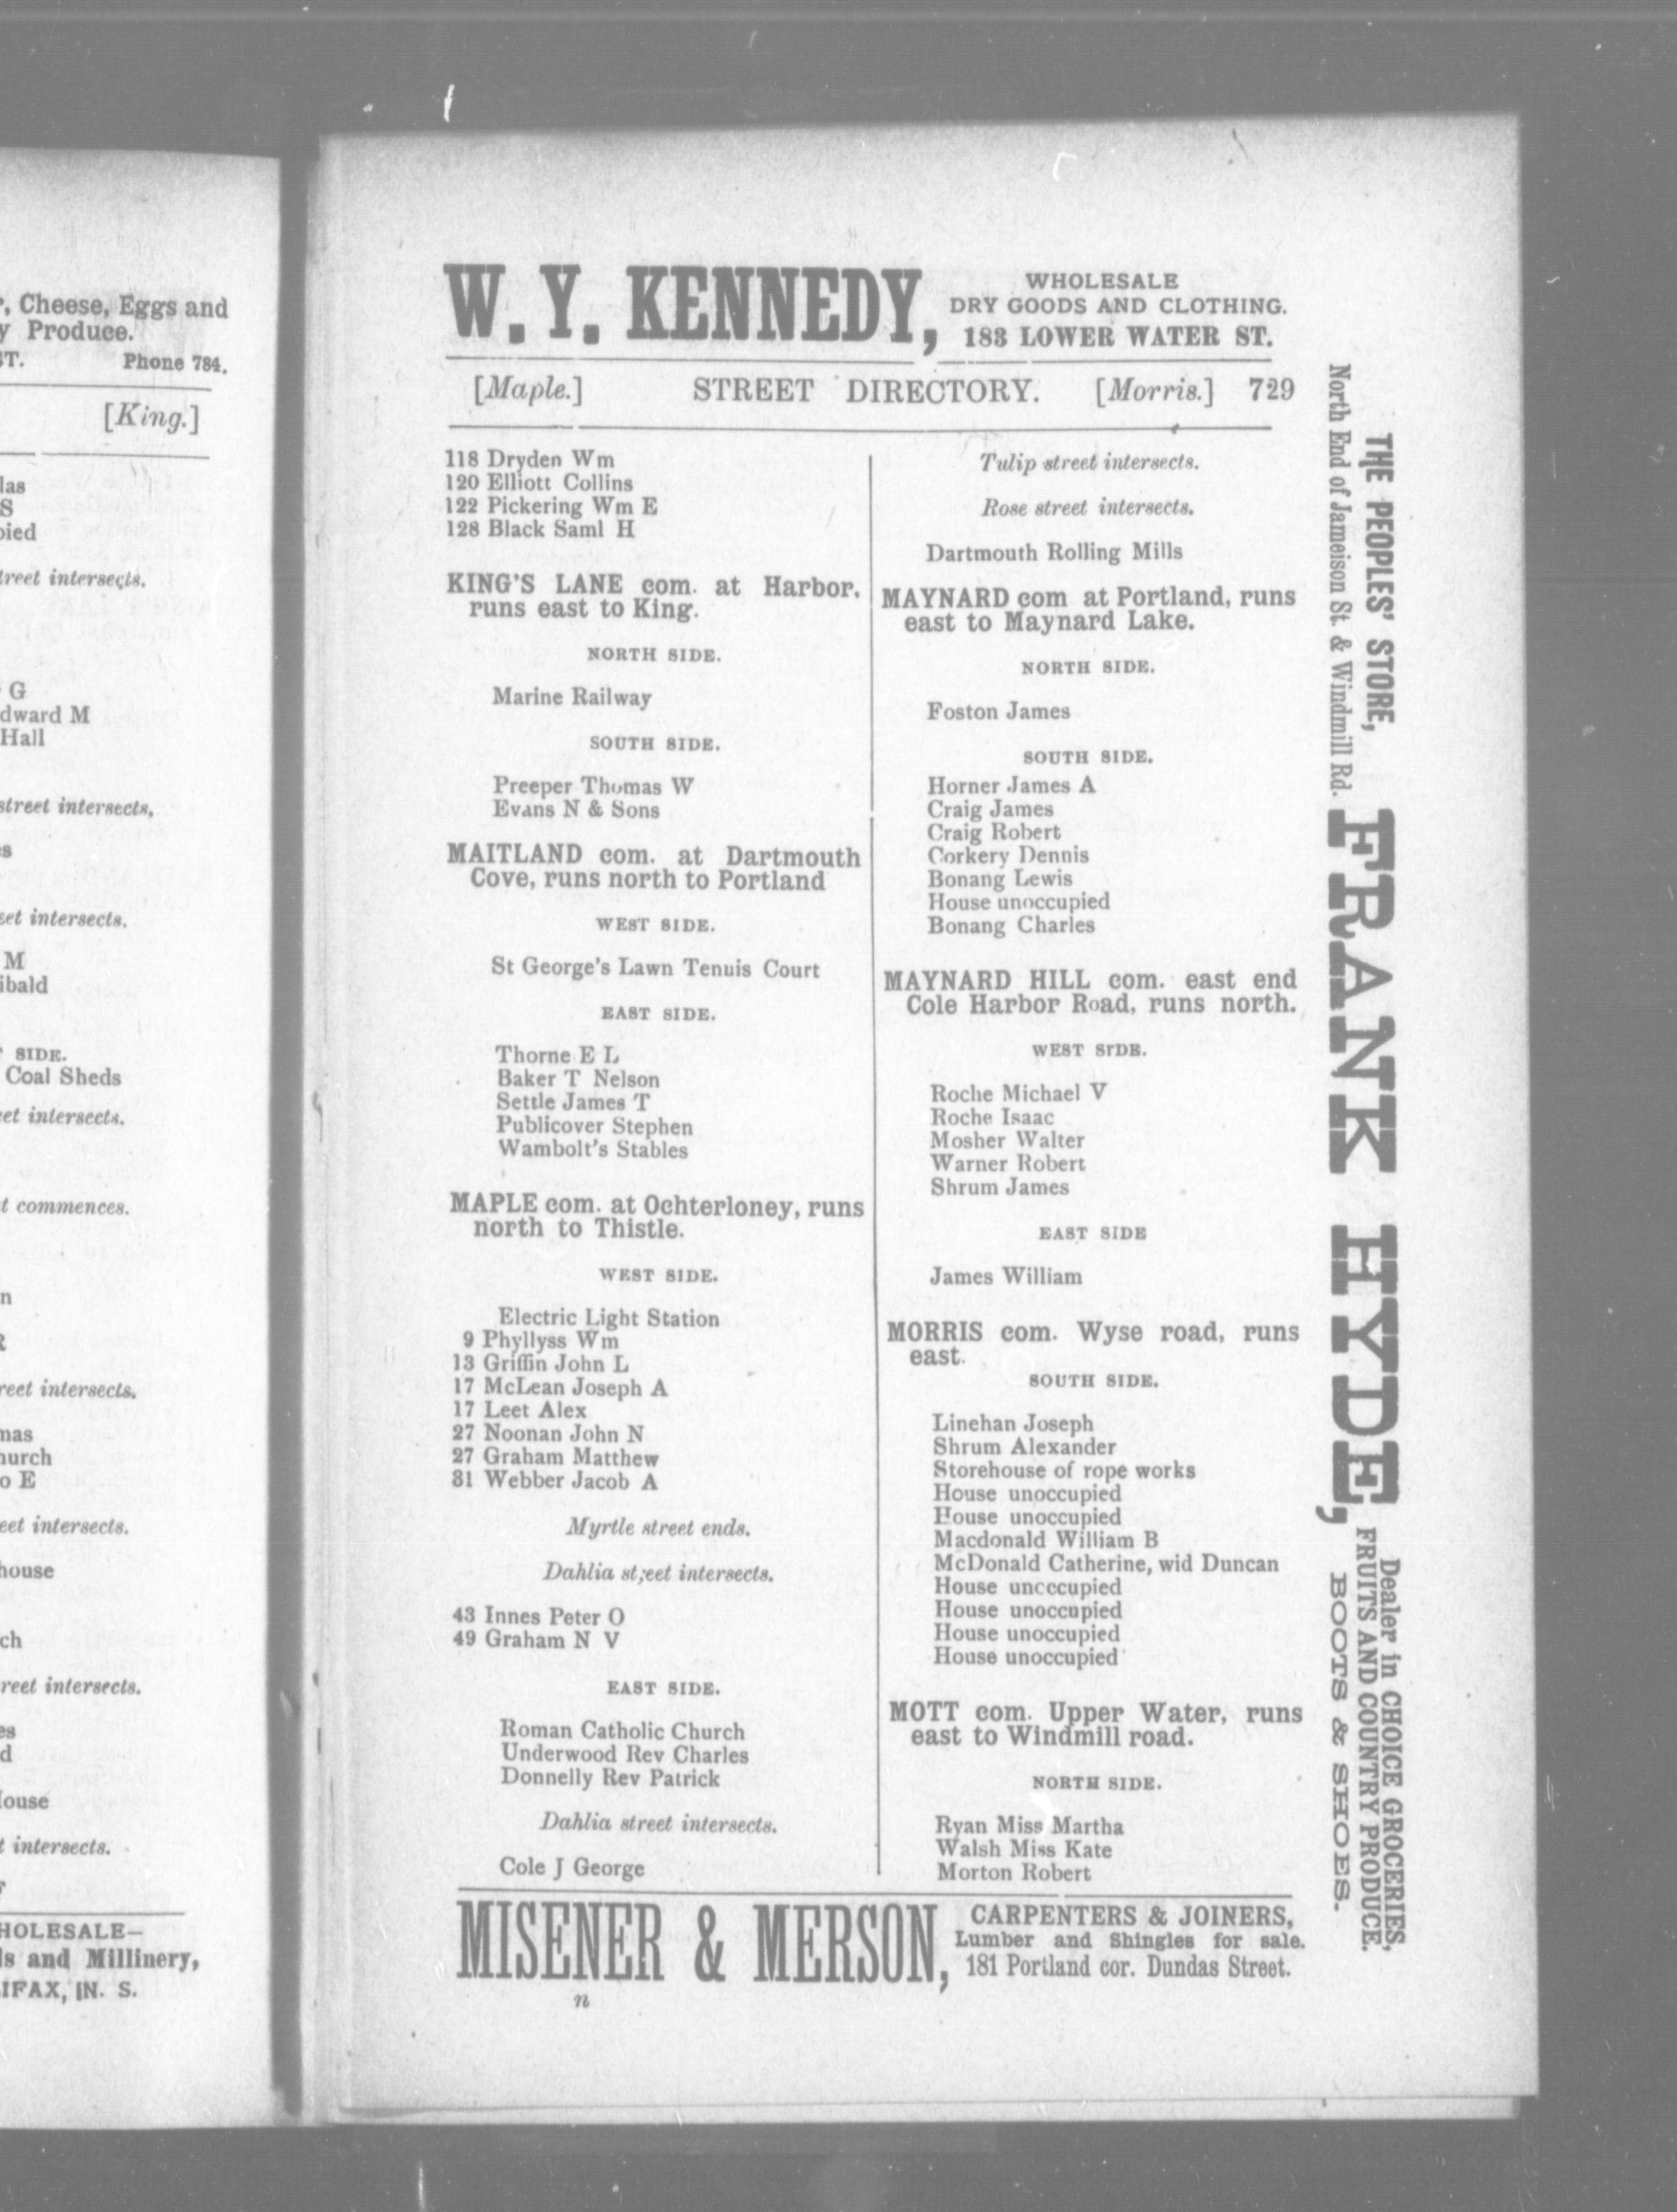 , Cheese, Eggs and
y Produce.
ST. Phone 784.
[King.]
las
S
pied
treet intersects.
G
dward M
Hall
street intersects,
s
eet intersects.
M
ibald
SIDE.
Coal Sheds
eet intersects.
t commences.
n
R
reet intersects.
mas
hurch
o E
eet intersects.
house
ch
reet intersects.
es
d
House
t intersects.
HOLESALE—
ls and Millinery,
LIFAX, N. S.
W. Y. KENNEDY,
WHOLESALE
DRY GOODS AND CLOTHING.
183 LOWER WATER ST.
[Maple.] STREET DIRECTORY. [Morris.] 729
118 Dryden Wm
120 Elliott Collins
122 Pickering Wm E
128 Black Saml H
KING'S LANE com. at Harbor,
runs east to King.
NORTH SIDE.
Marine Railway
SOUTH SIDE.
Preeper Thomas W
Evans N & Sons
MAITLAND com. at Dartmouth
Cove, runs north to Portland
WEST SIDE.
St George's Lawn Tenuis Court
EAST SIDE.
Thorne E L
Baker T Nelson
Settle James T
Publicover Stephen
Wambolt's Stables
MAPLE com. at Ochterloney, runs
north to Thistle.
WEST SIDE.
Electric Light Station
9 Phyllyss Wm
13 Griffin John L
17 McLean Joseph A
17 Leet Alex
27 Noonan John N
27 Graham Matthew
31 Webber Jacob A
Myrtle street ends.
Dahlia st;eet intersects.
43 Innes Peter O
49 Graham N V
EAST SIDE.
Roman Catholic Church
Underwood Rev Charles
Donnelly Rev Patrick
Dahlia street intersects.
Cole J George
Tulip street intersects.
Rose street intersects.
Dartmouth Rolling Mills
MAYNARD com at Portland, runs
east to Maynard Lake.
NORTH SIDE.
Foston James
SOUTH SIDE.
Horner James A
Craig James
Craig Robert
Corkery Dennis
Bonang Lewis
House unoccupied
Bonang Charles
MAYNARD HILL com. east end
Cole Harbor Road, runs north.
WEST SIDE.
Roche Michael V
Roche Isaac
Mosher Walter
Warner Robert
Shrum James
EAST SIDE
James William
MORRIS com. Wyse road, runs
east.
SOUTH SIDE.
Linehan Joseph
Shrum Alexander
Storehouse of rope works
House unoccupied
House unoccupied
Macdonald William B
McDonald Catherine, wid Duncan
House uncccupied
House unoccupied
House unoccupied
House unoccupied
MOTT com. Upper Water, runs
east to Windmill road.
NORTH SIDE.
Ryan Miss Martha
Walsh Miss Kate
Morton Robert
MISENER & MERSON,
CARPENTERS & JOINERS,
Lumber and Shingles for sale.
181 Portland cor. Dundas Street.
n
THE PEOPLES' STORE,
North End of Jameison St. & Windmill Rd.
FRANK HYDE,
Dealer in CHOICE GROCERIES,
FRUITS AND COUNTRY PRODUCE.
BOOTS & SHOES.